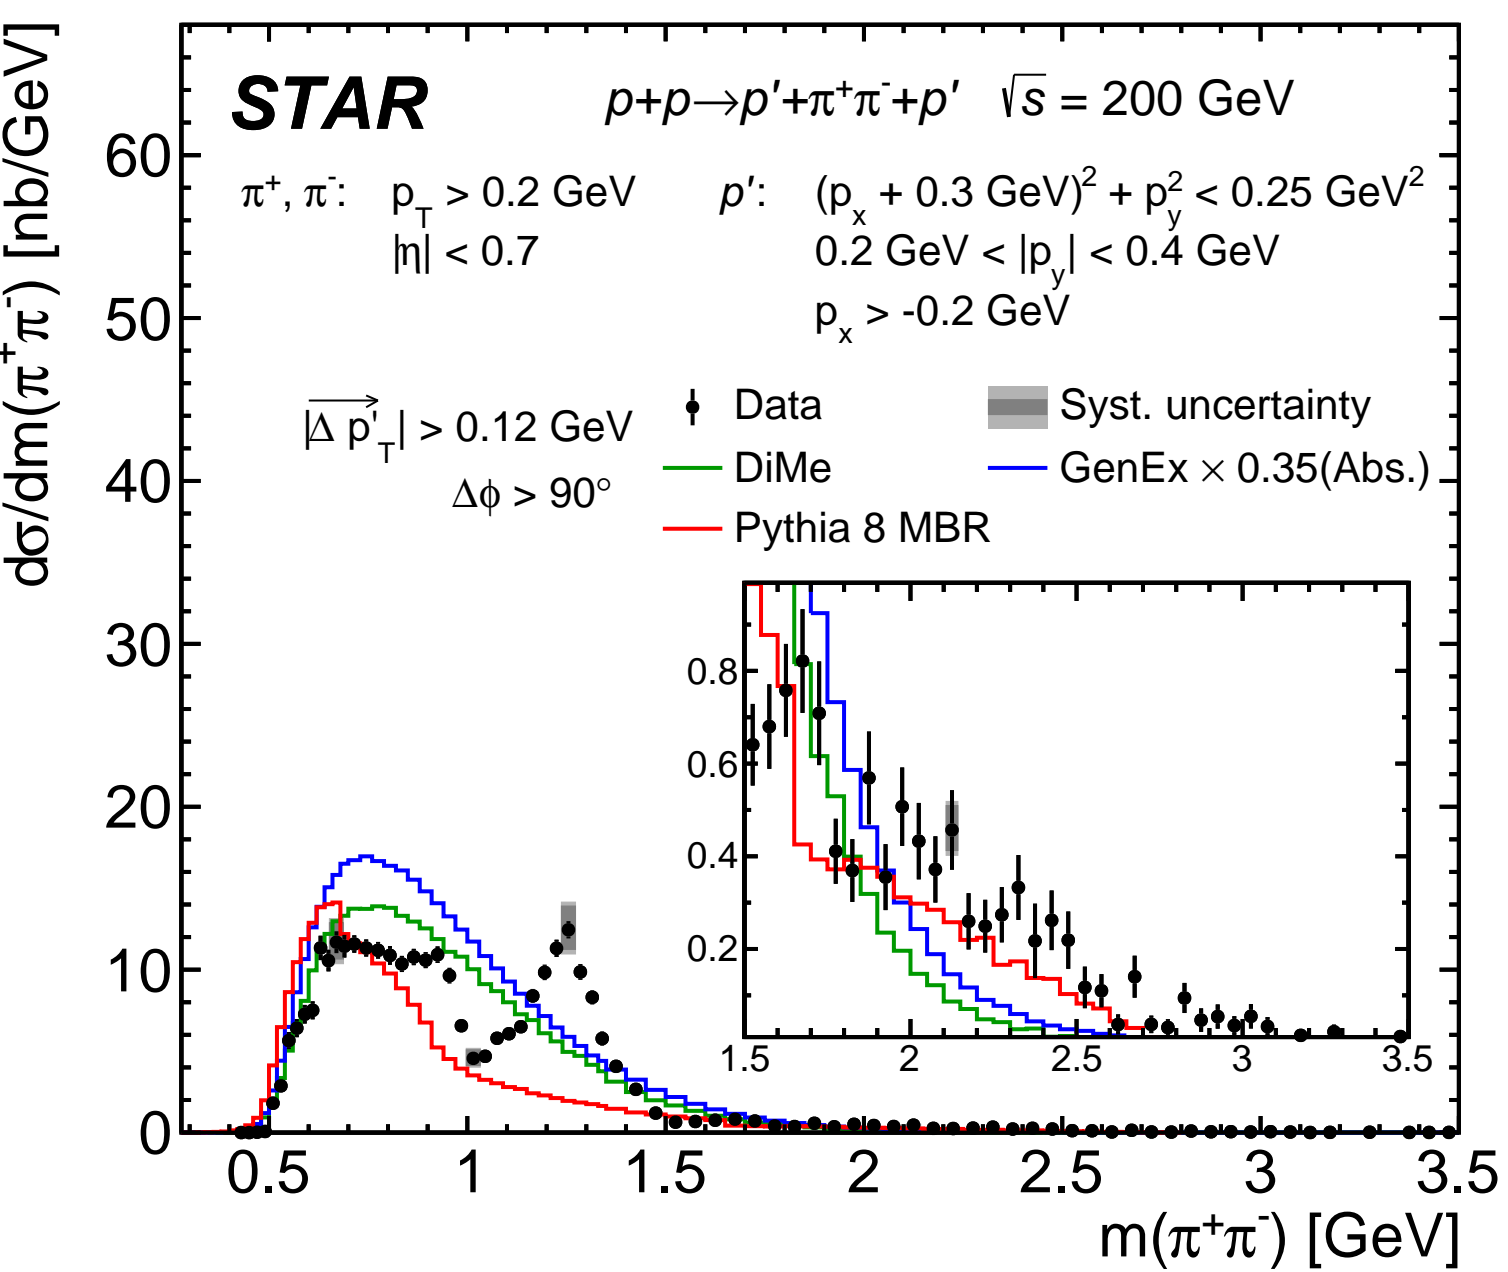 STAR p+p→p′+π⁺π⁻+p′ √s = 200 GeV
π⁺, π⁻: p_T > 0.2 GeV p′: (p_x + 0.3 GeV)² + p_y² < 0.25 GeV²
|η| < 0.7 0.2 GeV < |p_y| < 0.4 GeV
p_x > -0.2 GeV
|Δ p'_T| > 0.12 GeV
Δϕ > 90°
Data Syst. uncertainty
DiMe GenEx × 0.35(Abs.)
Pythia 8 MBR
dσ/dm(π⁺π⁻) [nb/GeV]
60
50
40
30
20
10
0
0.8
0.6
0.4
0.2
1.5 2 2.5 3 3.5
0.5 1 1.5 2 2.5 3 3.5
m(π⁺π⁻) [GeV]